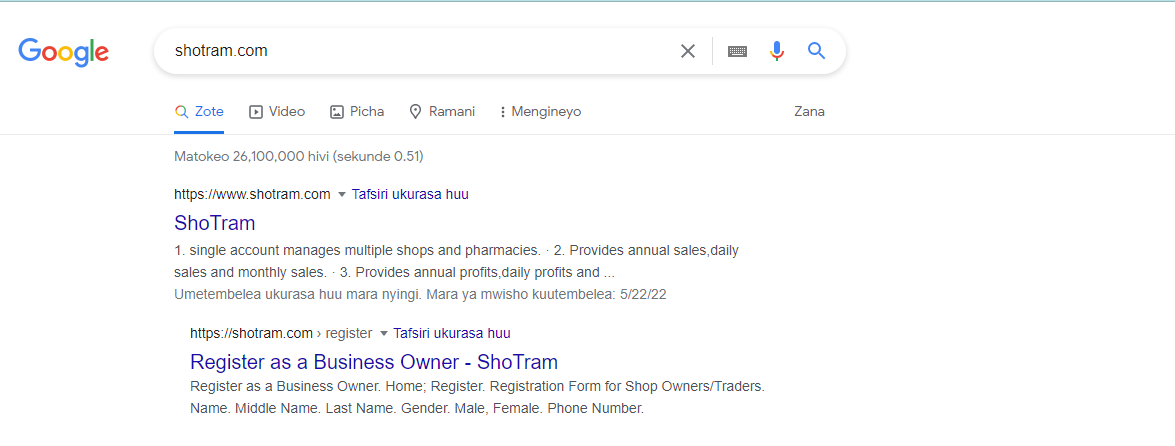 Google
shotram.com
Zote Video Picha Ramani Mengineyo Zana
Matokeo 26,100,000 hivi (sekunde 0.51)
https://www.shotram.com Tafsiri ukurasa huu
ShoTram
1. single account manages multiple shops and pharmacies. · 2. Provides annual sales,daily
sales and monthly sales. · 3. Provides annual profits,daily profits and ...
Umetembelea ukurasa huu mara nyingi. Mara ya mwisho kuutembelea: 5/22/22
https://shotram.com › register Tafsiri ukurasa huu
Register as a Business Owner - ShoTram
Register as a Business Owner. Home; Register. Registration Form for Shop Owners/Traders.
Name. Middle Name. Last Name. Gender. Male, Female. Phone Number.